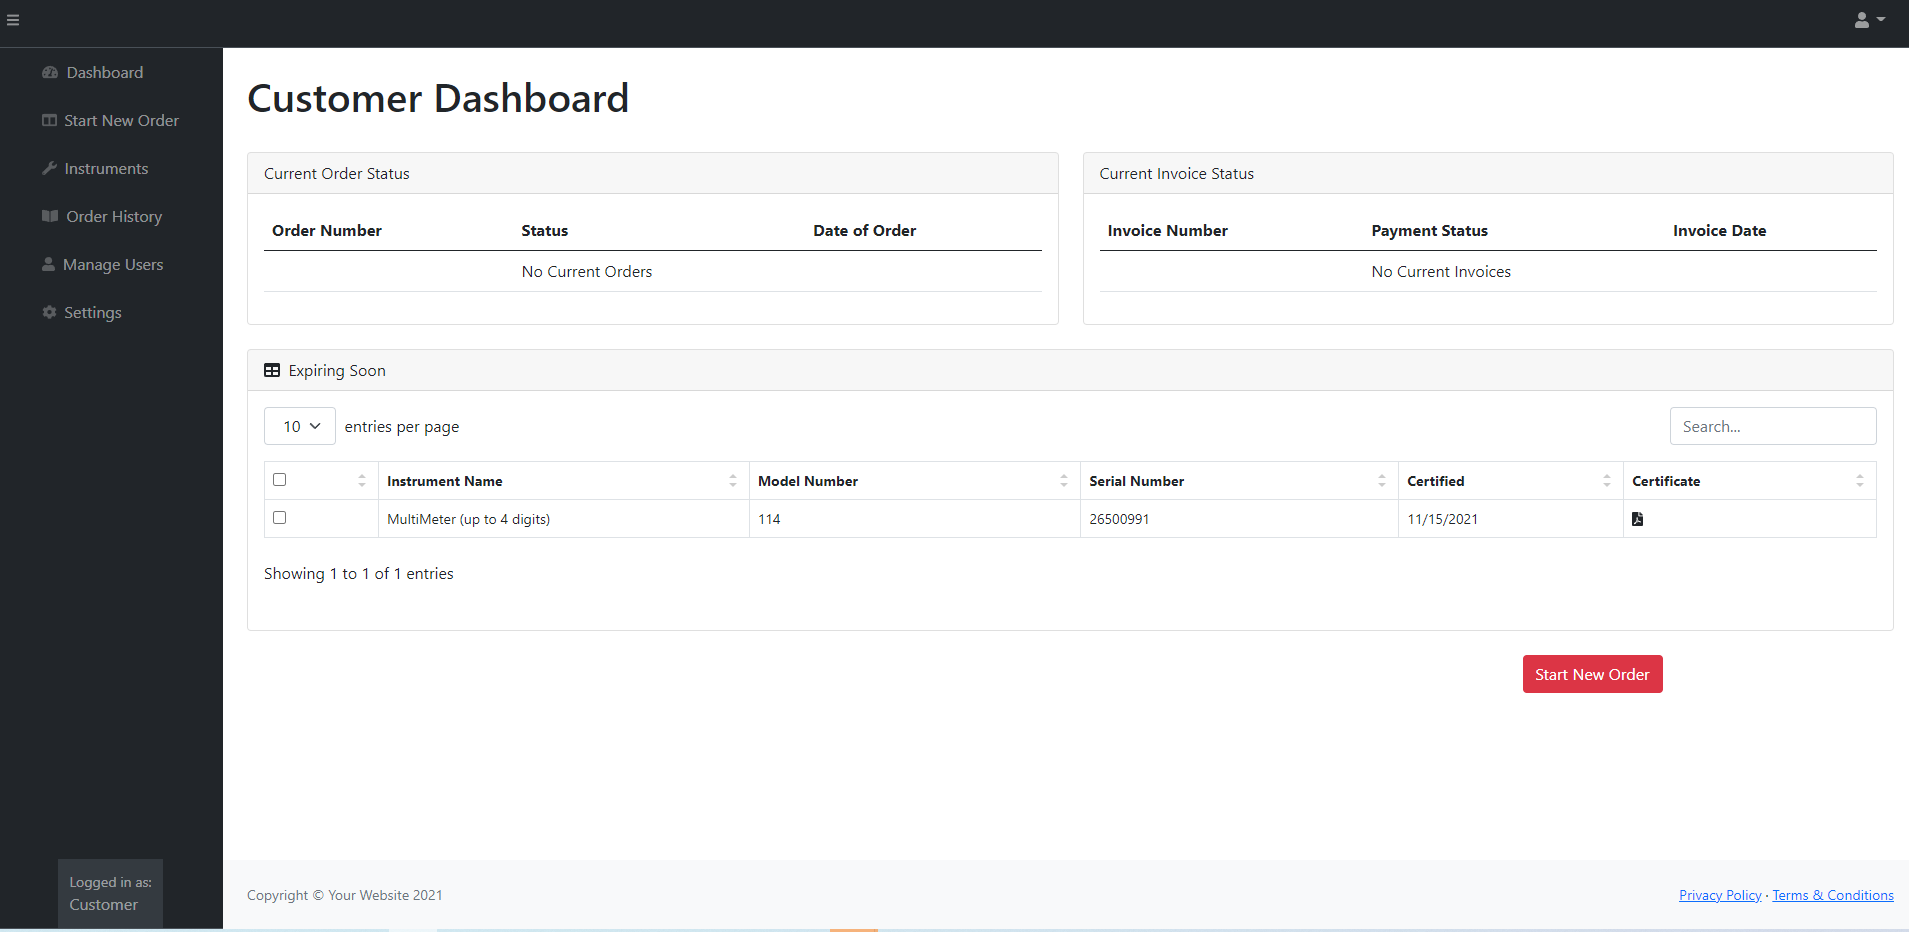 Dashboard
Start New Order
Instruments
Order History
Manage Users
Settings
Logged in as:
Customer
Customer Dashboard
Current Order Status
Order Number Status Date of Order
No Current Orders
Current Invoice Status
Invoice Number Payment Status Invoice Date
No Current Invoices
Expiring Soon
10 entries per page
Search...
Instrument Name Model Number Serial Number Certified Certificate
MultiMeter (up to 4 digits) 114 26500991 11/15/2021
Showing 1 to 1 of 1 entries
Start New Order
Copyright © Your Website 2021
Privacy Policy · Terms & Conditions